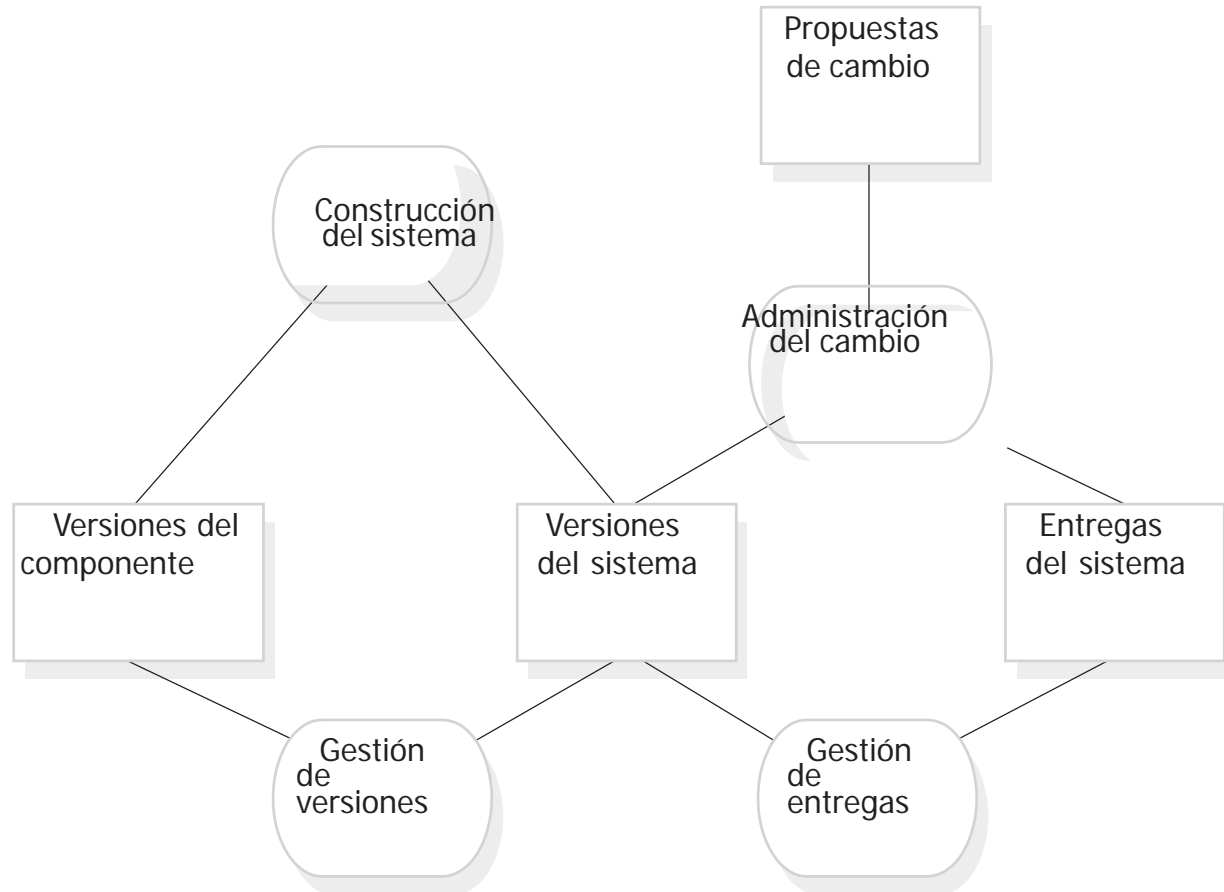 Propuestas
de cambio
Construcción
del sistema
Administración
del cambio
Versiones del
componente
Versiones
del sistema
Entregas
del sistema
Gestión
de
versiones
Gestión
de
entregas